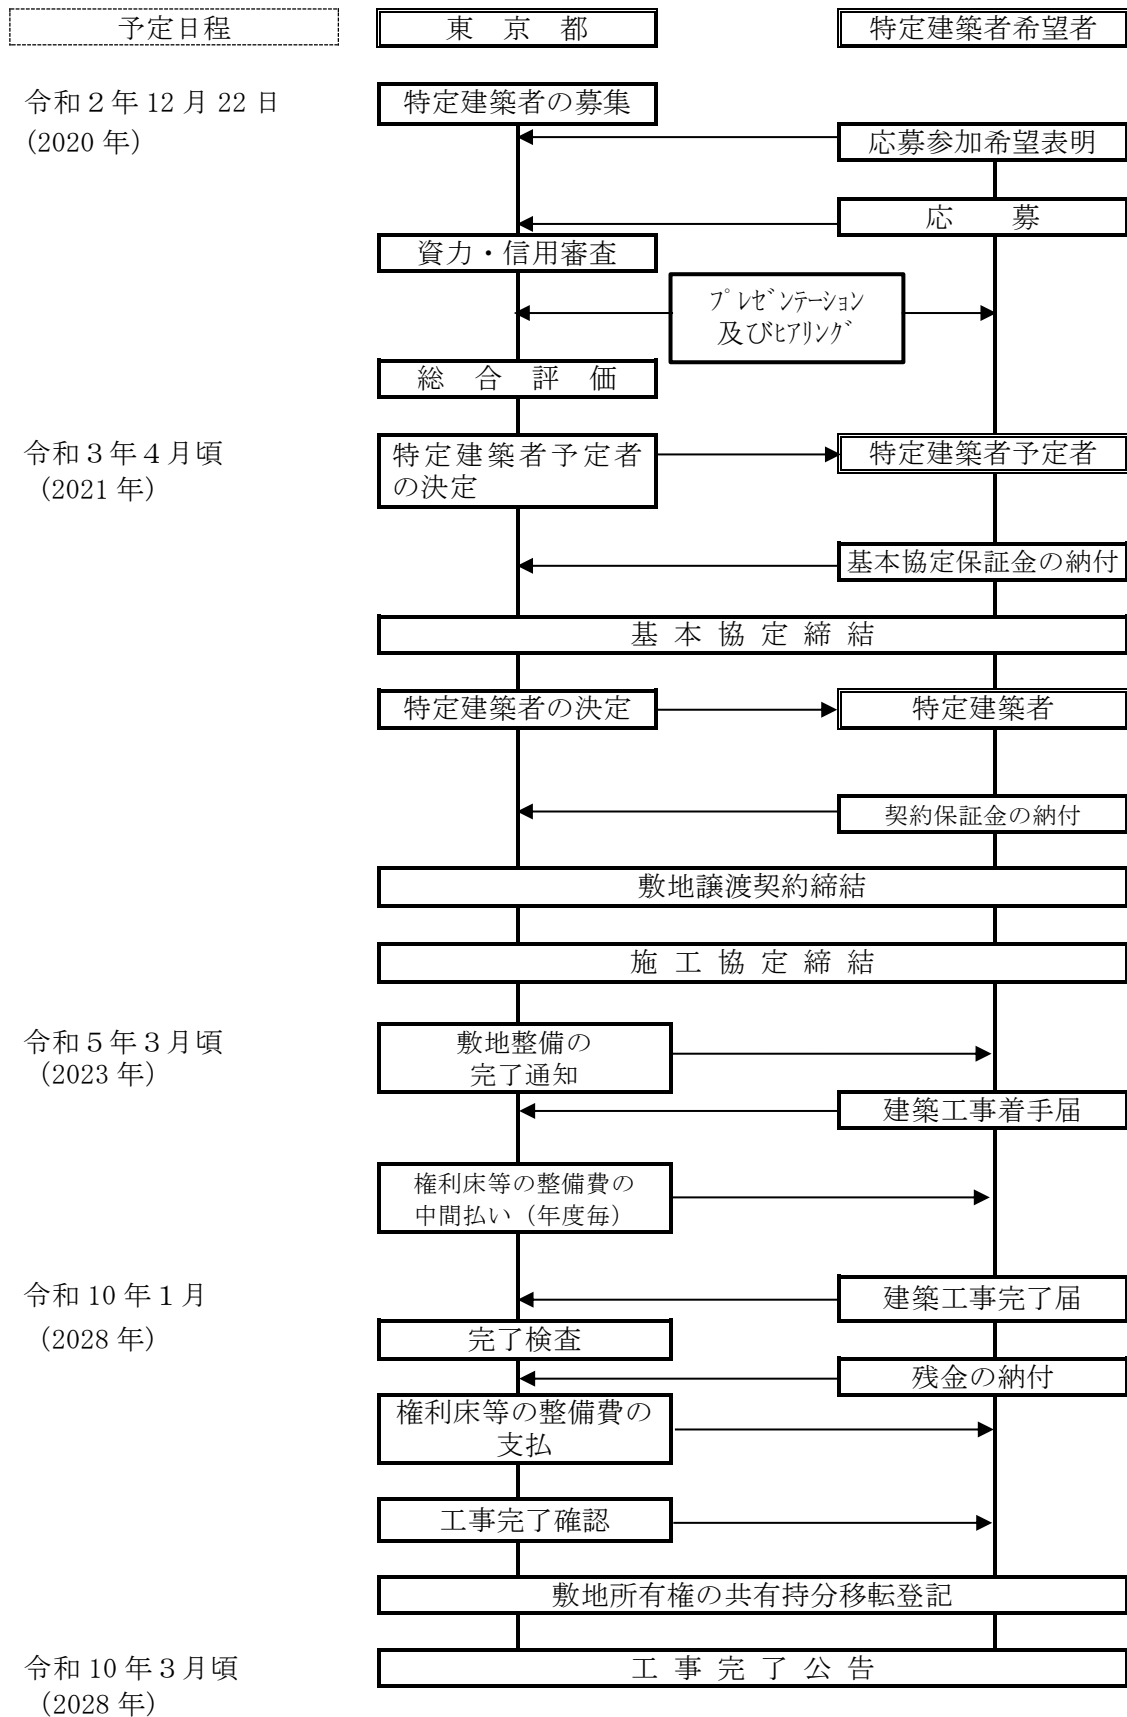 予定日程
東　京　都
特定建築者希望者
令和２年 12 月 22 日
(2020 年)
特定建築者の募集
応募参加希望表明
応　　募
資力・信用審査
ﾌﾟﾚｾﾞﾝﾃｰｼｮﾝ
及びﾋｱﾘﾝｸﾞ
総　合　評　価
令和３年４月頃
(2021 年)
特定建築者予定者
の決定
特定建築者予定者
基本協定保証金の納付
基 本 協 定 締 結
特定建築者の決定
特定建築者
契約保証金の納付
敷地譲渡契約締結
施 工 協 定 締 結
令和５年３月頃
(2023 年)
敷地整備の
完了通知
建築工事着手届
権利床等の整備費の
中間払い（年度毎）
令和 10 年１月
(2028 年)
建築工事完了届
完了検査
残金の納付
権利床等の整備費の
支払
工事完了確認
敷地所有権の共有持分移転登記
令和 10 年３月頃
(2028 年)
工 事 完 了 公 告